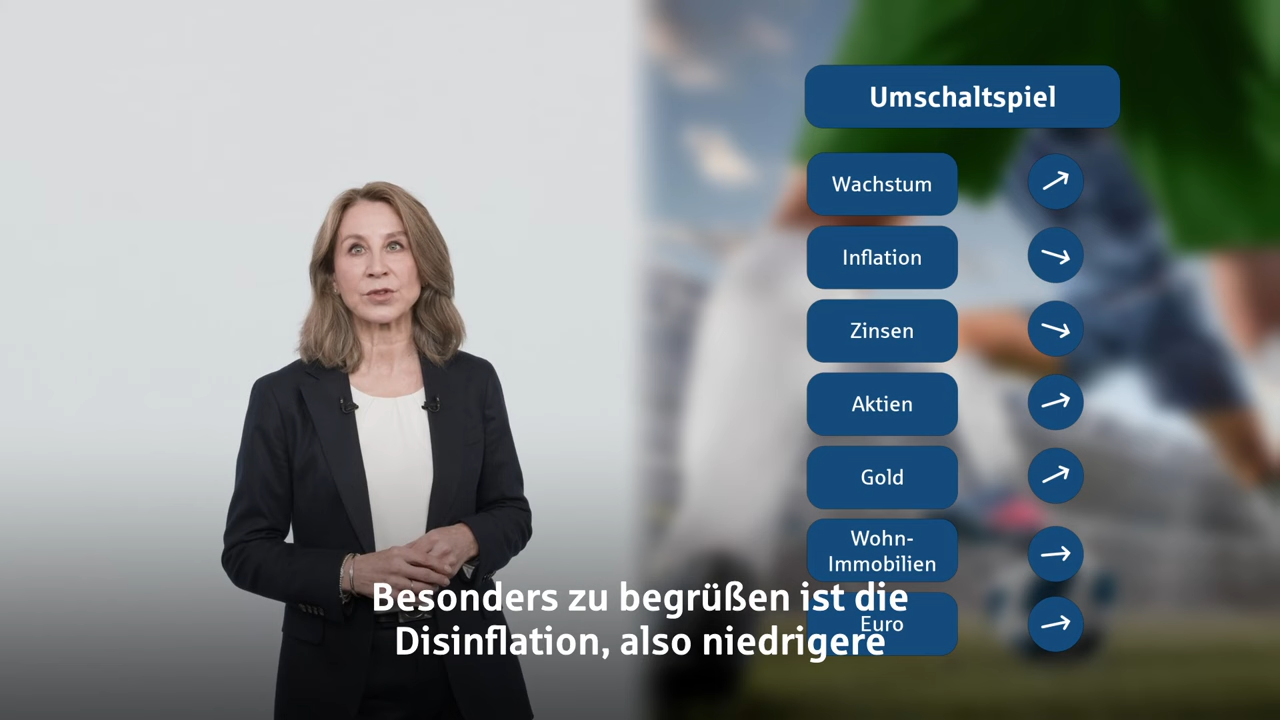 Umschaltspiel
Wachstum
Inflation
Zinsen
Aktien
Gold
Wohn-
Immobilien
Euro
Besonders zu begrüßen ist die
Disinflation, also niedrigere